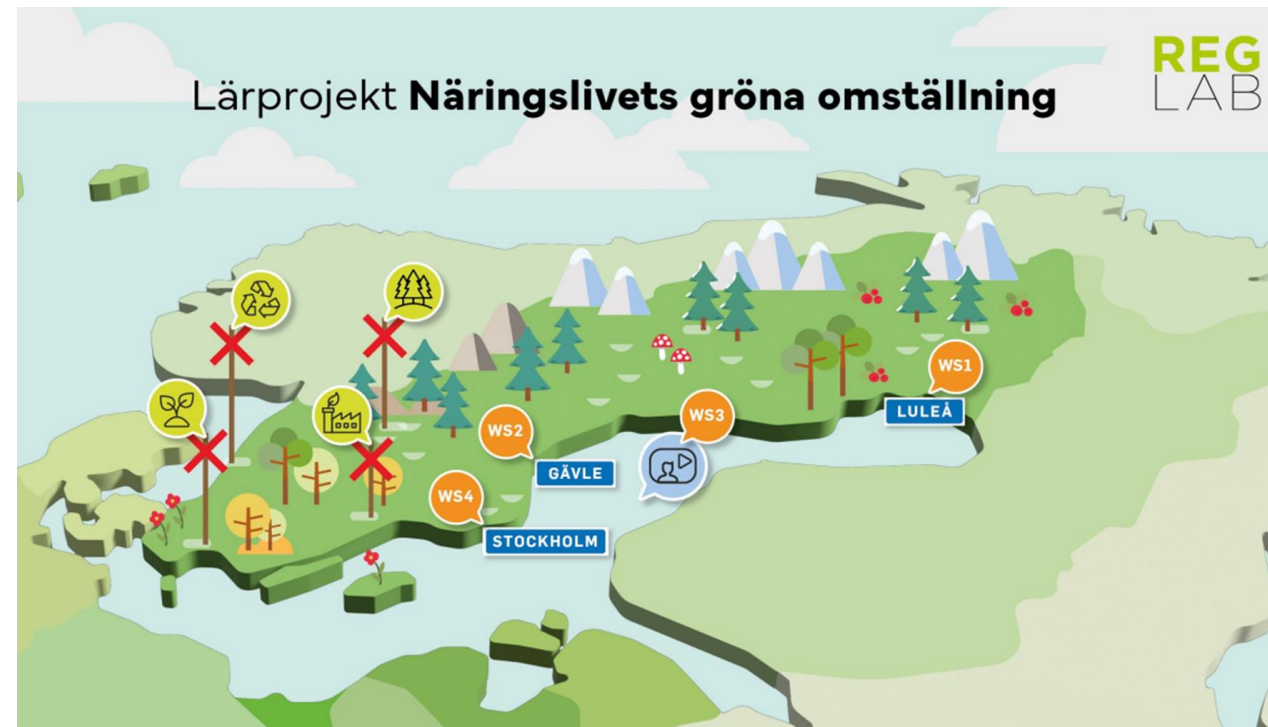 Lärprojekt Näringslivets gröna omställning
REG
LAB
WS1
LULEÅ
WS3
WS2
GÄVLE
WS4
STOCKHOLM